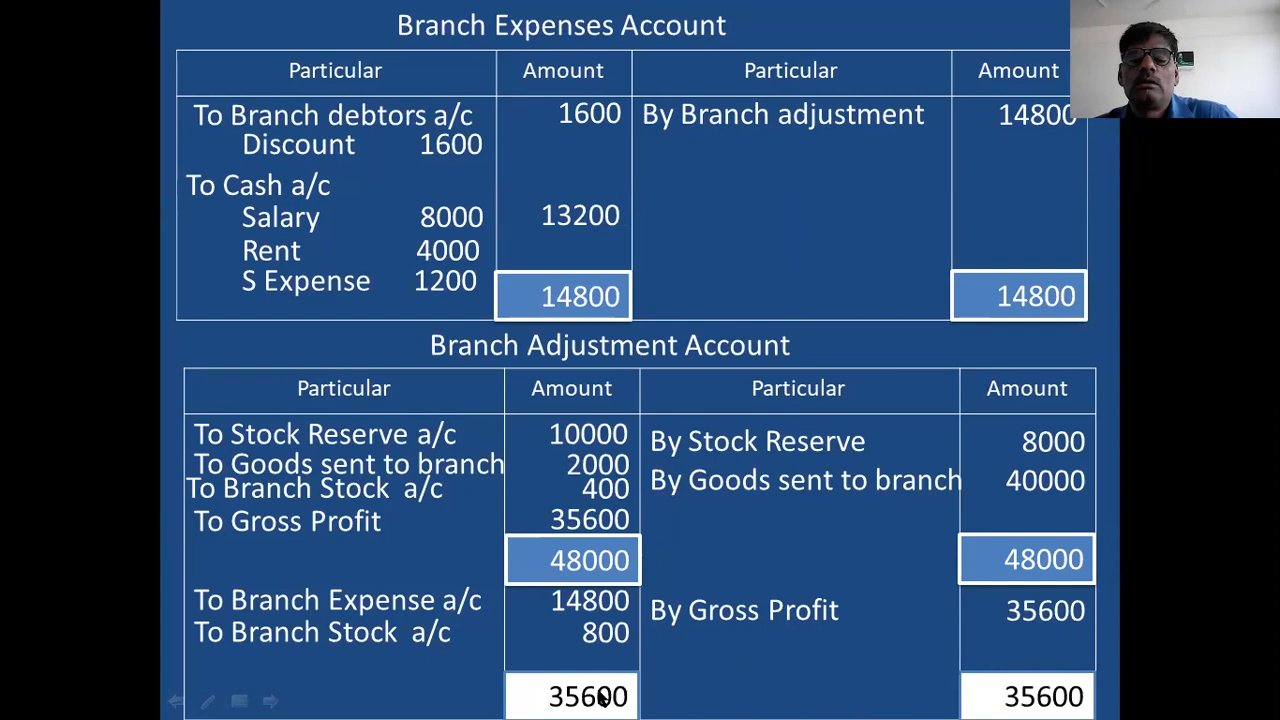 Branch Expenses Account
Particular Amount Particular Amount
To Branch debtors a/c 1600 By Branch adjustment 14800
Discount 1600
To Cash a/c
Salary 8000 13200
Rent 4000
S Expense 1200
14800 14800
Branch Adjustment Account
Particular Amount Particular Amount
To Stock Reserve a/c 10000 By Stock Reserve 8000
To Goods sent to branch 2000 By Goods sent to branch 40000
To Branch Stock a/c 400
To Gross Profit 35600
48000 48000
To Branch Expense a/c 14800 By Gross Profit 35600
To Branch Stock a/c 800
35600 35600